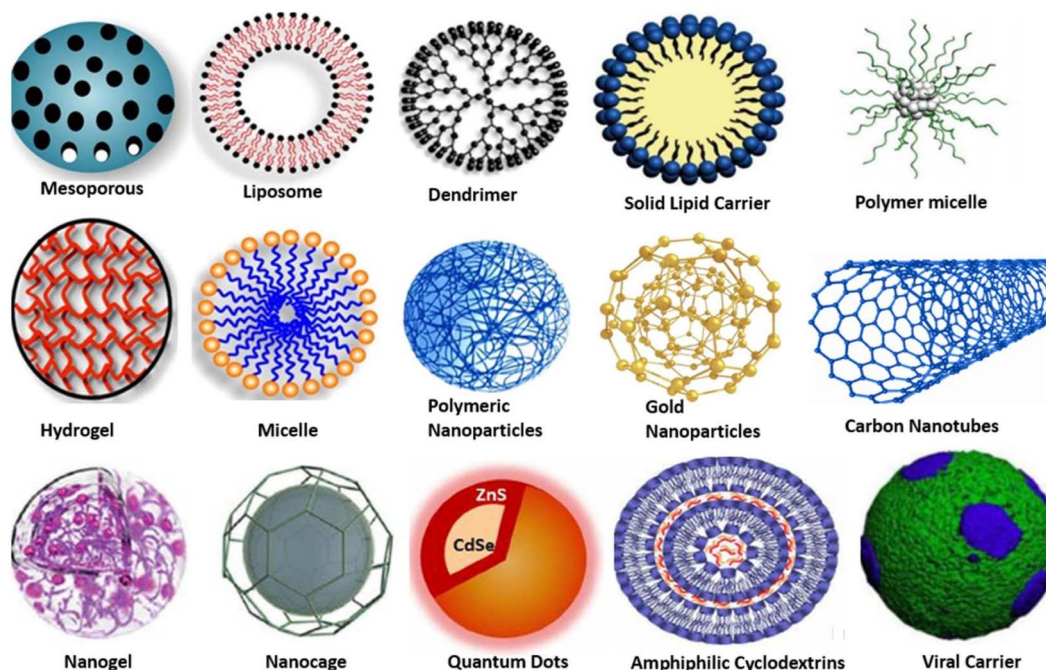 Mesoporous
Liposome
Dendrimer
Solid Lipid Carrier
Polymer micelle
Hydrogel
Micelle
Polymeric
Nanoparticles
Gold
Nanoparticles
Carbon Nanotubes
ZnS
CdSe
Nanogel
Nanocage
Quantum Dots
Amphiphilic Cyclodextrins
Viral Carrier